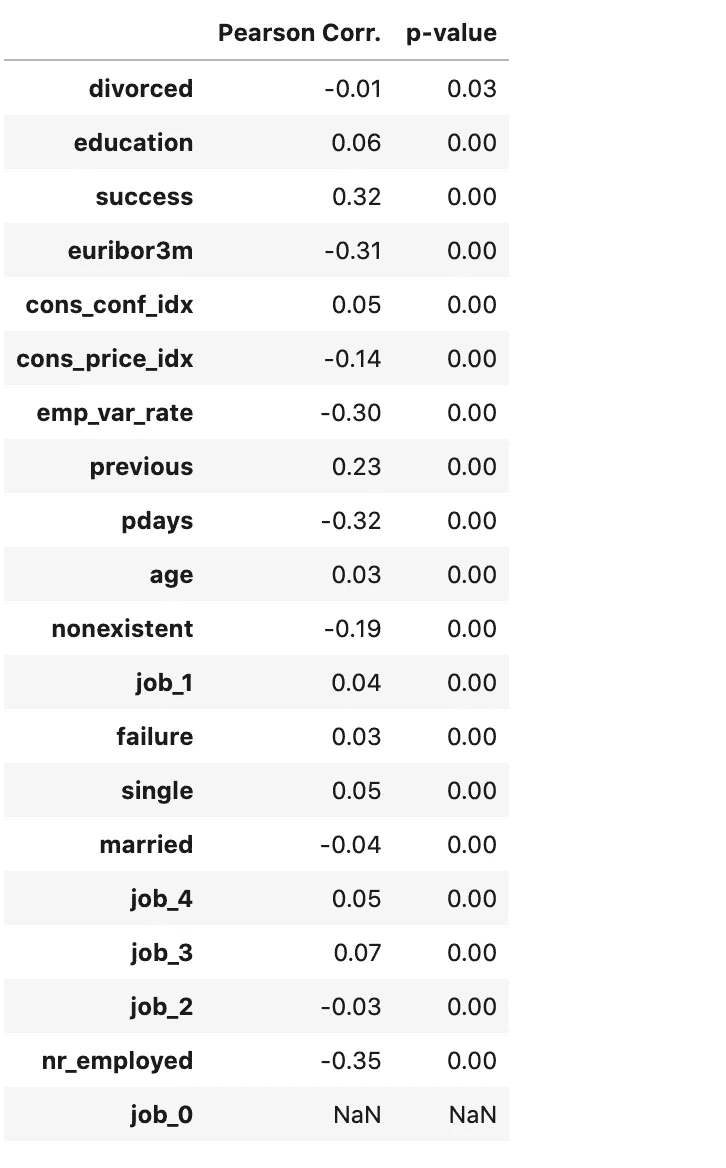 Pearson Corr. p-value
divorced -0.01 0.03
education 0.06 0.00
success 0.32 0.00
euribor3m -0.31 0.00
cons_conf_idx 0.05 0.00
cons_price_idx -0.14 0.00
emp_var_rate -0.30 0.00
previous 0.23 0.00
pdays -0.32 0.00
age 0.03 0.00
nonexistent -0.19 0.00
job_1 0.04 0.00
failure 0.03 0.00
single 0.05 0.00
married -0.04 0.00
job_4 0.05 0.00
job_3 0.07 0.00
job_2 -0.03 0.00
nr_employed -0.35 0.00
job_0 NaN NaN